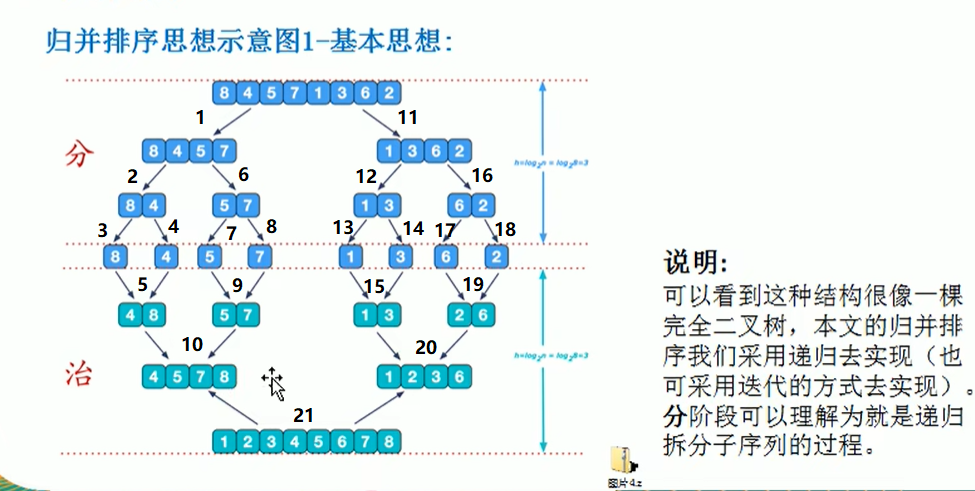 归并排序思想示意图1-基本思想:
8 4 5 7 1 3 6 2
1 11
分
8 4 5 7 1 3 6 2
h=log₂n = log₂8=3
2 6 12 16
8 4 5 7 1 3 6 2
3 4 7 8 13 14 17 18
8 4 5 7 1 3 6 2
5 9 15 19
4 8 5 7 1 3 2 6
10 20
治
4 5 7 8 1 2 3 6
h=log₂n = log₂8=3
21
1 2 3 4 5 6 7 8
说明:
可以看到这种结构很像一棵
完全二叉树，本文的归并排
序我们采用递归去实现（也
可采用迭代的方式去实现）。
分阶段可以理解为就是递归
拆分子序列的过程。
图片4.z